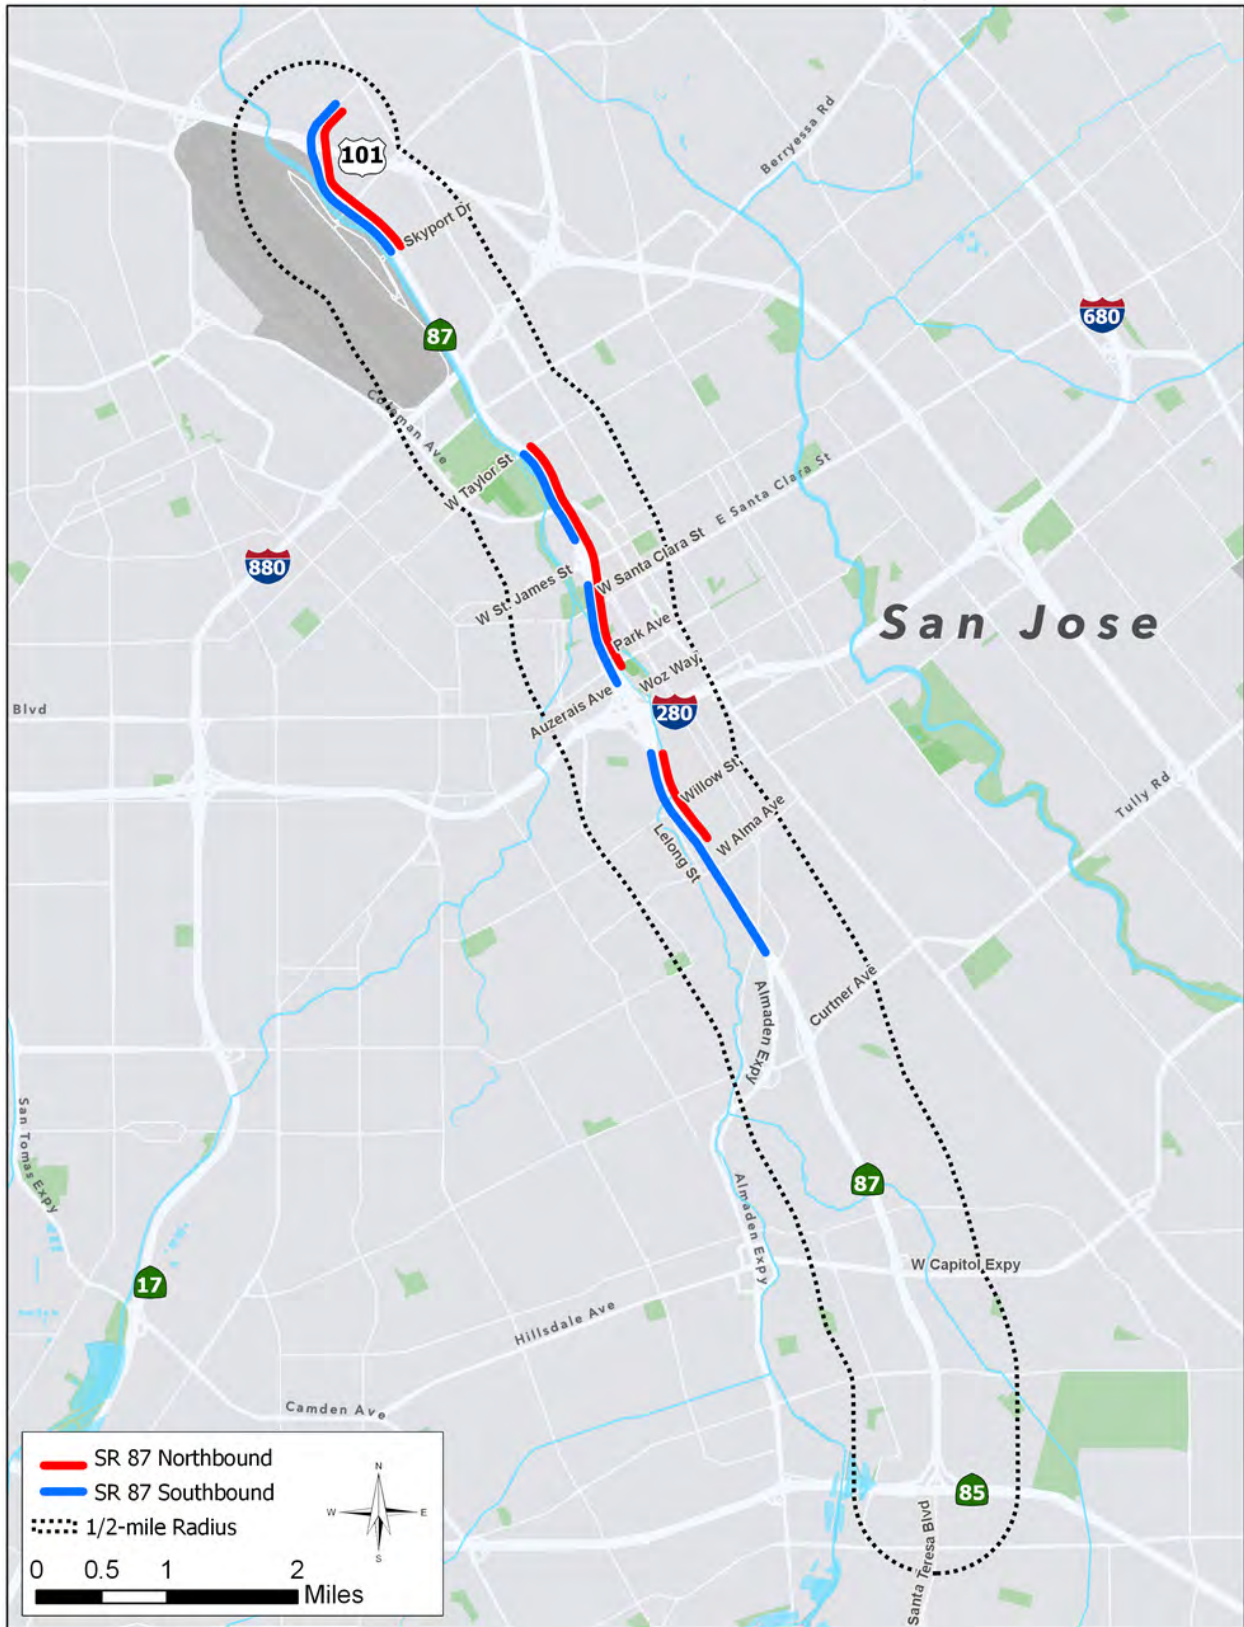 Berryessa Rd
101
Skyport Dr
680
87
Coleman Ave
W Taylor St
E Santa Clara St
W Santa Clara St
880
W St. James St
San Jose
Park Ave
Woz Way
Auzerais Ave
Blvd
280
Willow St
W Alma Ave
Tully Rd
Lelong St
Curtner Ave
Almaden Expy
San Tomas Expy
87
Almaden Expy
W Capitol Expy
17
Hillsdale Ave
Camden Ave
SR 87 Northbound
SR 87 Southbound
1/2-mile Radius
N
W E
S
0 0.5 1 2
Miles
85
Santa Teresa Blvd